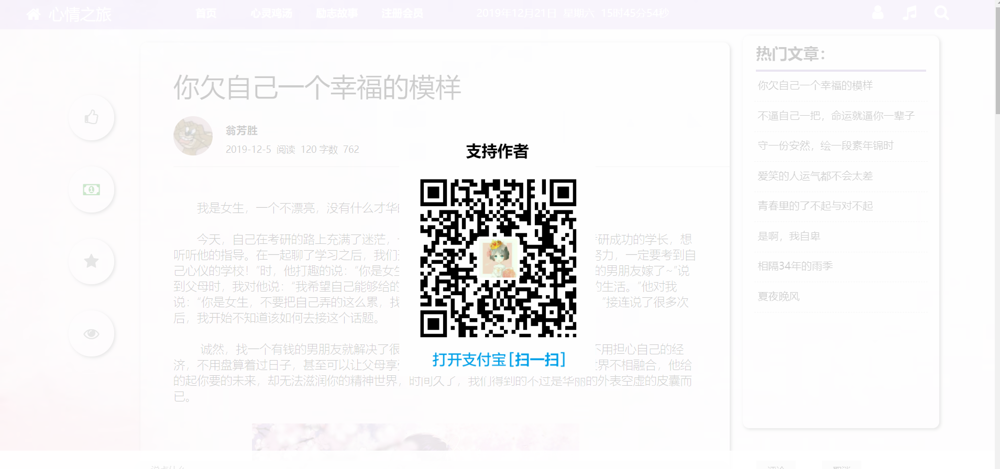 心情之旅 首页 心灵鸡汤 励志故事 注册会员 2019年12月21日 星期六 15时45分54秒
你欠自己一个幸福的模样
翁芳胜
2019-12-5 阅读 120 字数 762
我是女生，一个不漂亮，没有什么才华
今天，自己在考研的路上充满了迷茫， 研成功的学长，想
听听他的指导。在一起聊了学习之后，我们 努力，一定要考到自
己心仪的学校！”时，他打趣的说：“你是女生 的男朋友嫁了~”说
到父母时，我对他说：“我希望自己能够给的 的生活。”他对我
说：“你是女生，不要把自己弄的这么累，找 ”接连说了很多次
后，我开始不知道该如何去接这个话题。
诚然，找一个有钱的男朋友就解决了很 不用担心自己的经
济，不用盘算着过日子，甚至可以让父母享 界不相融合，他给
的起你要的未来，却无法滋润你的精神世界，时间久了，我们得到的不过是华丽的外表空虚的皮囊而
已。
支持作者
打开支付宝[扫一扫]
热门文章：
你欠自己一个幸福的模样
不逼自己一把，命运就逼你一辈子
守一份安然，绘一段素年锦时
爱笑的人运气都不会太差
青春里的了不起与对不起
是啊，我自卑
相隔34年的雨季
夏夜晚风